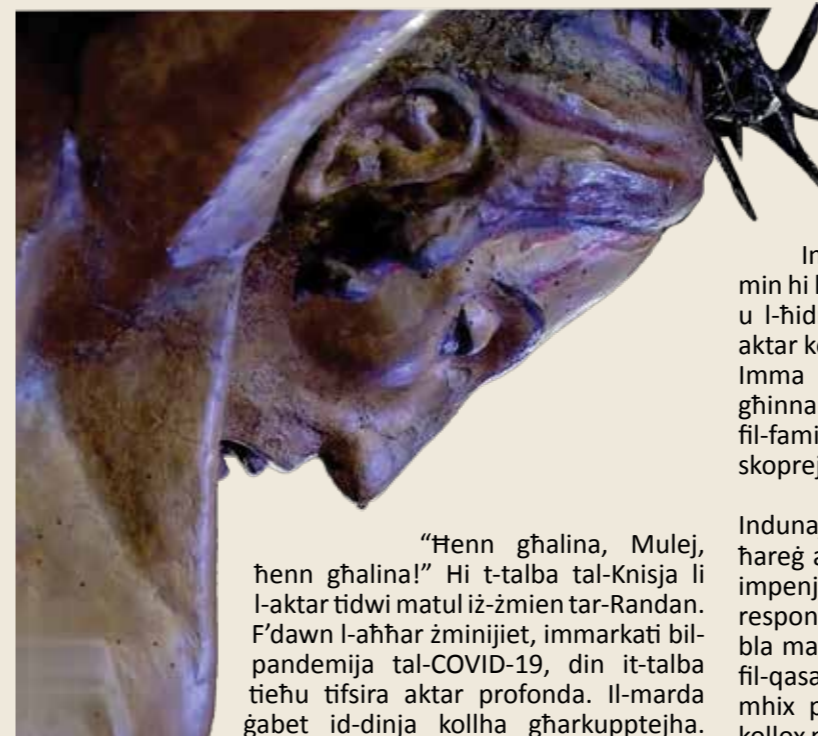 “Ħenn għalina, Mulej,
ħenn għalina!” Hi t-talba tal-Knisja li
l-aktar tidwi matul iż-żmien tar-Randan.
F’dawn l-aħħar żminijiet, immarkati bil-
pandemija tal-COVID-19, din it-talba
tieħu tifsira aktar profonda. Il-marda
ġabet id-dinja kollha għarkupptejha.
min hi
u l-ħid
aktar
Imma
għinna
fil-fami
skoprej
Induna
ħareġ
impenj
respon
bla ma
fil-qasa
mhix